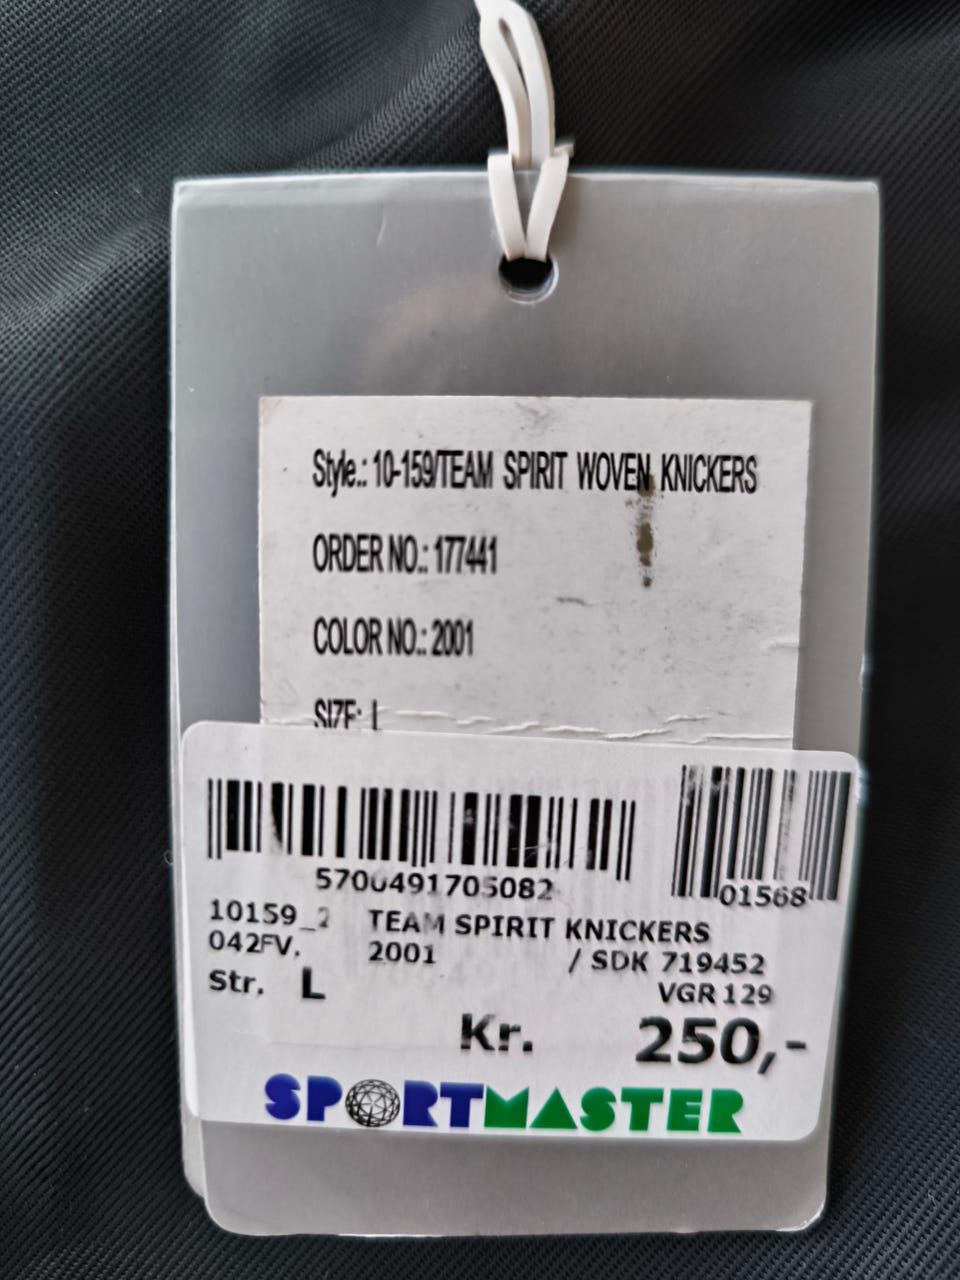 Style.: 10-159/TEAM SPIRIT WOVEN KNICKERS
ORDER NO.: 177441
COLOR NO.: 2001
SIZE: L
5700491705082
01568
10159_2 TEAM SPIRIT KNICKERS
042FV. 2001 / SDK 719452
Str. L VGR 129
Kr. 250,-
SPORTMASTER